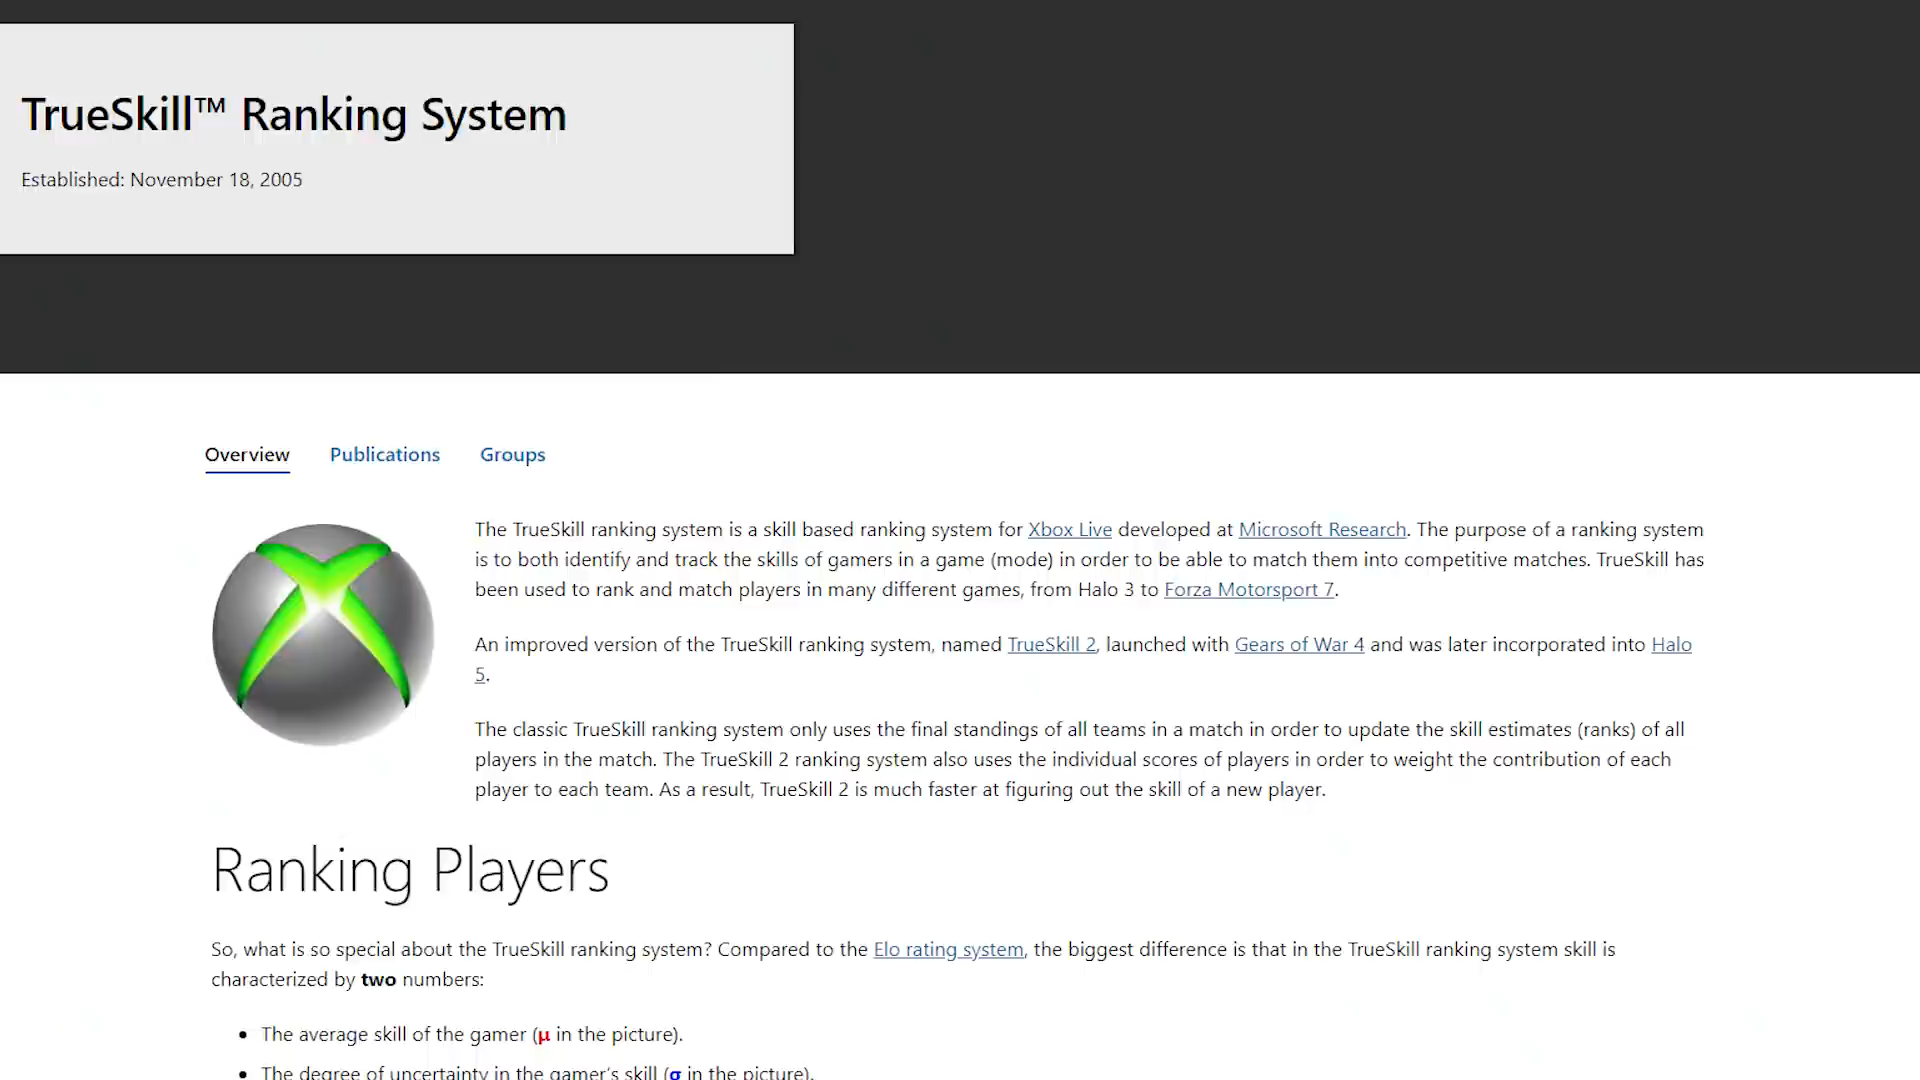 TrueSkill™ Ranking System
Established: November 18, 2005
Overview Publications Groups
The TrueSkill ranking system is a skill based ranking system for Xbox Live developed at Microsoft Research. The purpose of a ranking system
is to both identify and track the skills of gamers in a game (mode) in order to be able to match them into competitive matches. TrueSkill has
been used to rank and match players in many different games, from Halo 3 to Forza Motorsport 7.
An improved version of the TrueSkill ranking system, named TrueSkill 2, launched with Gears of War 4 and was later incorporated into Halo
5.
The classic TrueSkill ranking system only uses the final standings of all teams in a match in order to update the skill estimates (ranks) of all
players in the match. The TrueSkill 2 ranking system also uses the individual scores of players in order to weight the contribution of each
player to each team. As a result, TrueSkill 2 is much faster at figuring out the skill of a new player.
Ranking Players
So, what is so special about the TrueSkill ranking system? Compared to the Elo rating system, the biggest difference is that in the TrueSkill ranking system skill is
characterized by two numbers:
• The average skill of the gamer (μ in the picture).
• The degree of uncertainty in the gamer's skill (σ in the picture).